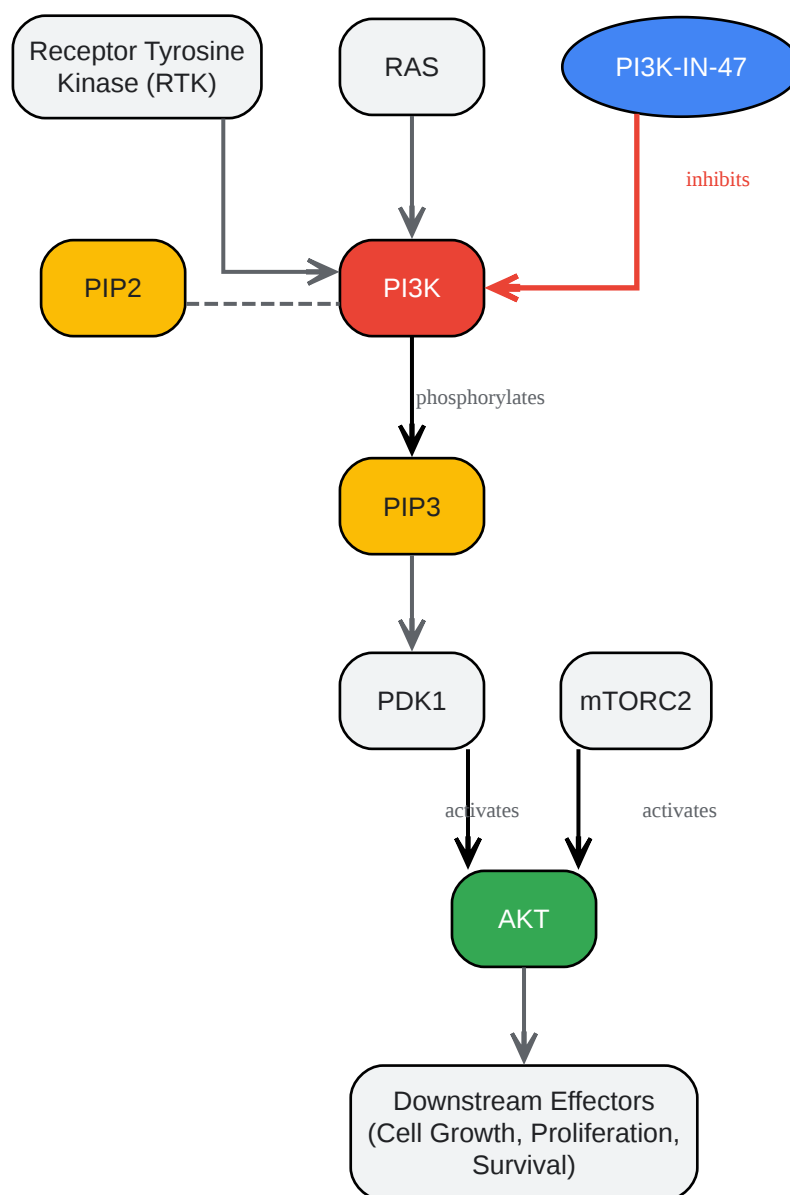 Receptor Tyrosine
Kinase (RTK)
RAS
PI3K-IN-47
inhibits
PIP2
PI3K
phosphorylates
PIP3
PDK1
mTORC2
activates
activates
AKT
Downstream Effectors
(Cell Growth, Proliferation,
Survival)